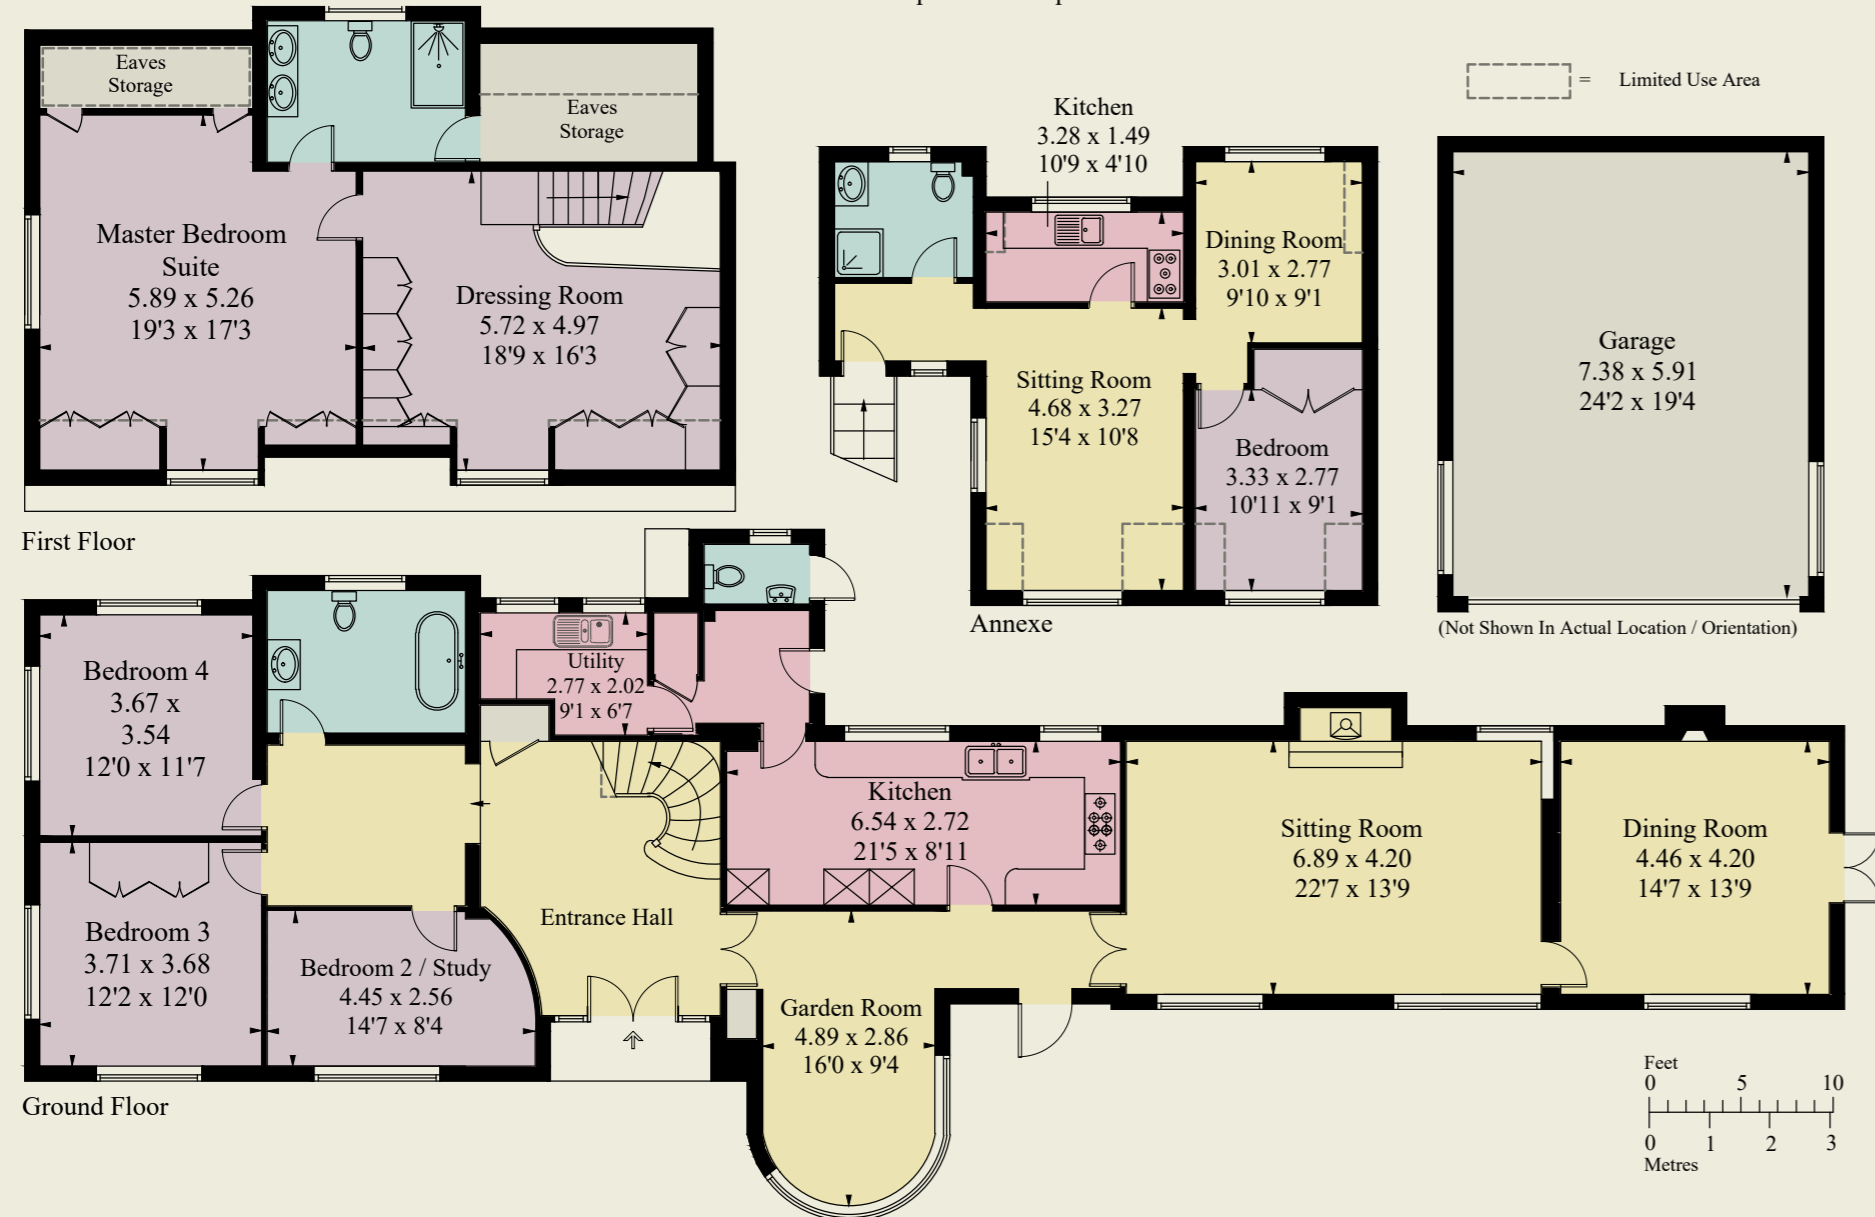 Eaves
Storage
Eaves
Storage
Master Bedroom
Suite
5.89 x 5.26
19'3 x 17'3
Dressing Room
5.72 x 4.97
18'9 x 16'3
First Floor
Kitchen
3.28 x 1.49
10'9 x 4'10
Dining Room
3.01 x 2.77
9'10 x 9'1
Sitting Room
4.68 x 3.27
15'4 x 10'8
Bedroom
3.33 x 2.77
10'11 x 9'1
Annexe
= Limited Use Area
Garage
7.38 x 5.91
24'2 x 19'4
(Not Shown In Actual Location / Orientation)
Bedroom 4
3.67 x
3.54
12'0 x 11'7
Utility
2.77 x 2.02
9'1 x 6'7
Kitchen
6.54 x 2.72
21'5 x 8'11
Sitting Room
6.89 x 4.20
22'7 x 13'9
Dining Room
4.46 x 4.20
14'7 x 13'9
Bedroom 3
3.71 x 3.68
12'2 x 12'0
Bedroom 2 / Study
4.45 x 2.56
14'7 x 8'4
Entrance Hall
Garden Room
4.89 x 2.86
16'0 x 9'4
Ground Floor
Feet
0 5 10
0 1 2 3
Metres